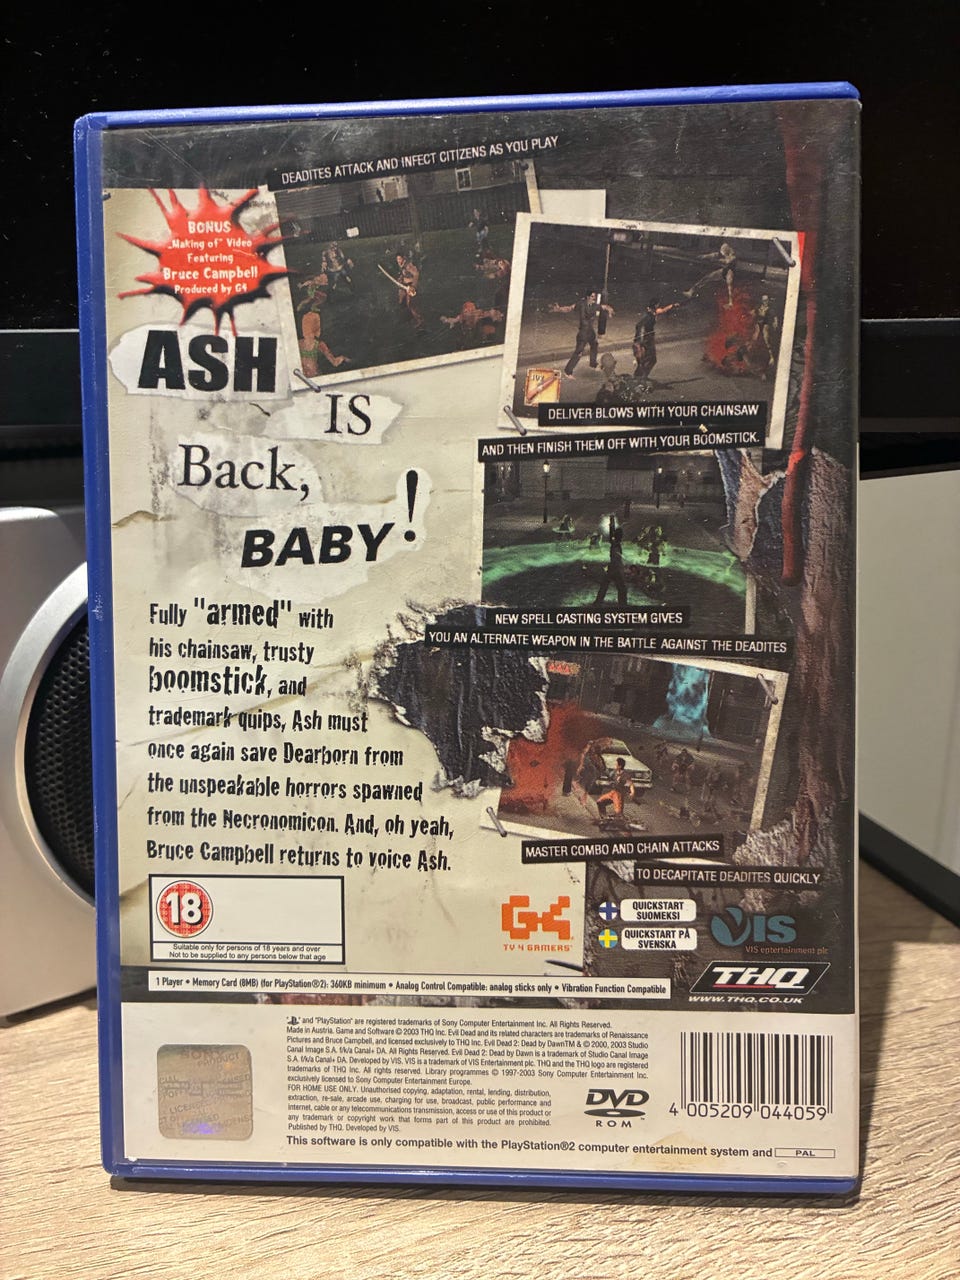 DEADITES ATTACK AND INFECT CITIZENS AS YOU PLAY
BONUS
"Making of" Video
Featuring
Bruce Campbell
Produced by G4
ASH
IS
Back,
BABY!
DELIVER BLOWS WITH YOUR CHAINSAW
AND THEN FINISH THEM OFF WITH YOUR BOOMSTICK.
NEW SPELL CASTING SYSTEM GIVES
YOU AN ALTERNATE WEAPON IN THE BATTLE AGAINST THE DEADITES
Fully "armed" with
his chainsaw, trusty
boomstick, and
trademark quips, Ash must
once again save Dearborn from
the unspeakable horrors spawned
from the Necronomicon. And, oh yeah,
Bruce Campbell returns to voice Ash.
MASTER COMBO AND CHAIN ATTACKS
TO DECAPITATE DEADITES QUICKLY
18
Suitable only for persons of 18 years and over
Not to be supplied to any persons below that age
G4
TV 4 GAMERS
QUICKSTART
SUOMEKSI
QUICKSTART PÅ
SVENSKA
VIS
VIS entertainment plc
THQ
WWW.THQ.CO.UK
1 Player • Memory Card (8MB) (for PlayStation®2): 360KB minimum • Analog Control Compatible: analog sticks only • Vibration Function Compatible
" and "PlayStation" are registered trademarks of Sony Computer Entertainment Inc. All Rights Reserved.
Made in Austria. Game and Software © 2003 THQ Inc. Evil Dead and its related characters are trademarks of Renaissance
Pictures and Bruce Campbell, and licensed exclusively to THQ Inc. Evil Dead 2: Dead by DawnTM & © 2000, 2003 Studio
Canal Image S.A. f/k/a Canal+ DA. All Rights Reserved. Evil Dead 2: Dead by Dawn is a trademark of Studio Canal Image
S.A. f/k/a Canal+ DA. Developed by VIS. VIS is a trademark of VIS Entertainment plc. THQ and the THQ logo are registered
trademarks of THQ Inc. All rights reserved. Library programmes © 1997-2003 Sony Computer Entertainment Inc.
exclusively licensed to Sony Computer Entertainment Europe.
FOR HOME USE ONLY. Unauthorised copying, adaptation, rental, lending, distribution,
extraction, re-sale, arcade use, charging for use, broadcast, public performance and
internet, cable or any telecommunications transmission, access or use of this product or
any trademark or copyright work that forms part of this product are prohibited.
Published by THQ. Developed by VIS.
This software is only compatible with the PlayStation®2 computer entertainment system and PAL
DVD
ROM
4 005209 044059